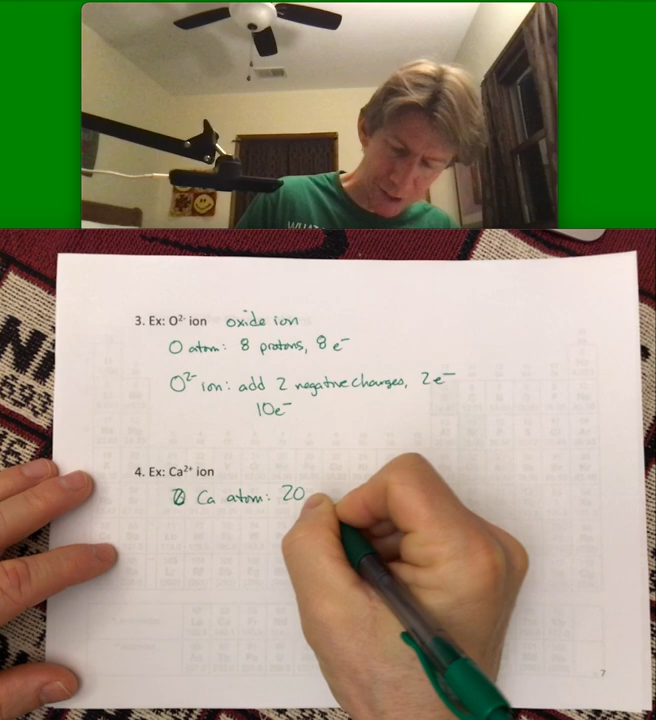 WHAT
3. Ex: O²⁻ ion oxide ion
O atom: 8 protons, 8 e⁻
O²⁻ ion: add 2 negative charges, 2e⁻
10e⁻
4. Ex: Ca²⁺ ion
Ca atom: 20
7